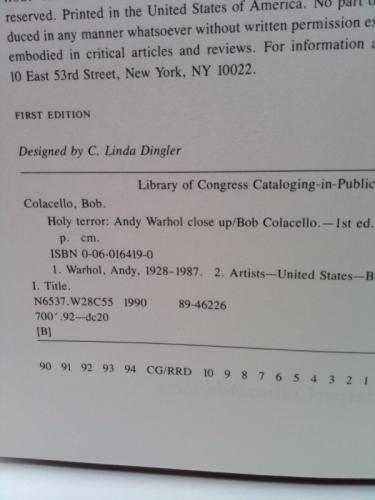 reserved. Printed in the United States of America. No part o
duced in any manner whatsoever without written permission ex
embodied in critical articles and reviews. For information a
10 East 53rd Street, New York, NY 10022.
FIRST EDITION
Designed by C. Linda Dingler
Library of Congress Cataloging-in-Public
Colacello, Bob.
Holy terror: Andy Warhol close up/Bob Colacello.—1st ed.
p. cm.
ISBN 0-06-016419-0
1. Warhol, Andy, 1928-1987. 2. Artists—United States—B
I. Title.
N6537.W28C55 1990 89-46226
700′.92—dc20
[B]
90 91 92 93 94 CG/RRD 10 9 8 7 6 5 4 3 2 1